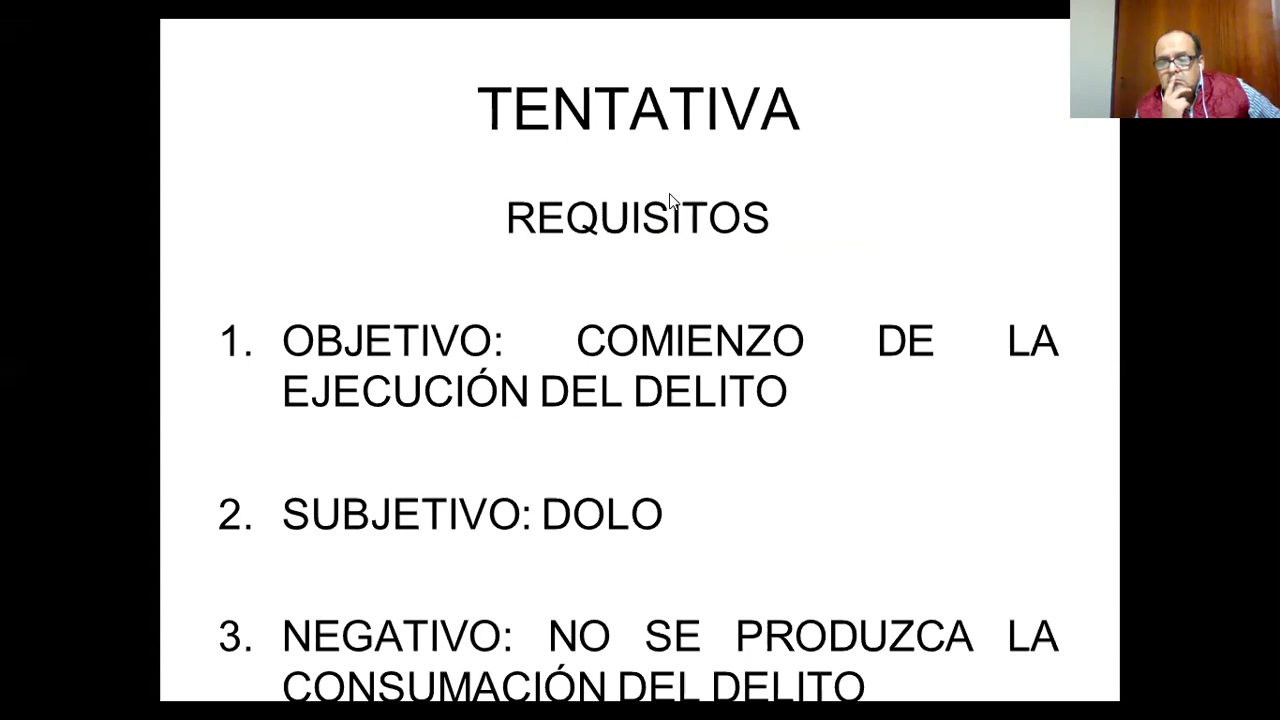 TENTATIVA
REQUISITOS
1. OBJETIVO: COMIENZO DE LA
EJECUCIÓN DEL DELITO
2. SUBJETIVO: DOLO
3. NEGATIVO: NO SE PRODUZCA LA
CONSUMACIÓN DEL DELITO